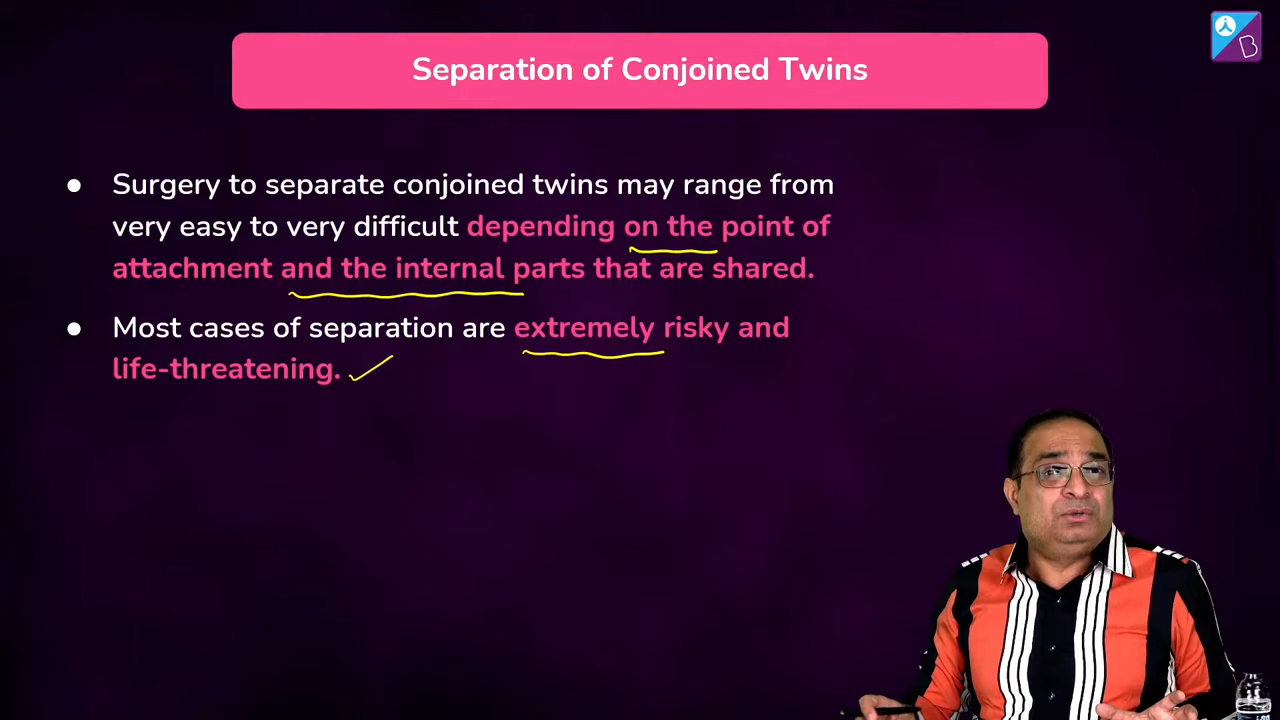 Separation of Conjoined Twins
● Surgery to separate conjoined twins may range from
very easy to very difficult depending on the point of
attachment and the internal parts that are shared.
● Most cases of separation are extremely risky and
life-threatening.
B